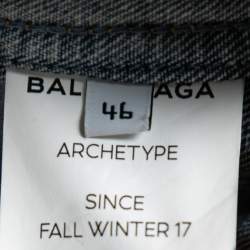 BAL AGA
46
ARCHETYPE
SINCE
FALL WINTER 17